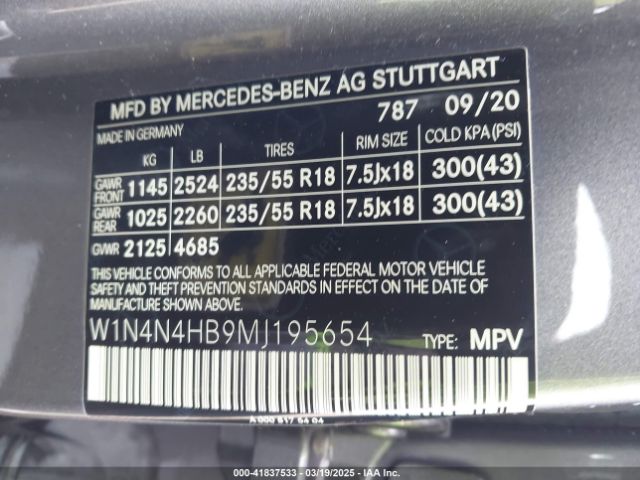 MFD BY MERCEDES-BENZ AG STUTTGART
787 09/20
MADE IN GERMANY
KG LB TIRES RIM SIZE COLD KPA (PSI)
GAWR FRONT 1145 2524 235/55 R18 7.5Jx18 300(43)
GAWR REAR 1025 2260 235/55 R18 7.5Jx18 300(43)
GVWR 2125 4685
THIS VEHICLE CONFORMS TO ALL APPLICABLE FEDERAL MOTOR VEHICLE
SAFETY AND THEFT PREVENTION STANDARDS IN EFFECT ON THE DATE
OF MANUFACTURE SHOWN ABOVE.
W1N4N4HB9MJ195654 TYPE: MPV
A 000 817 54 04
000-41837533 — 03/19/2025 — IAA Inc.